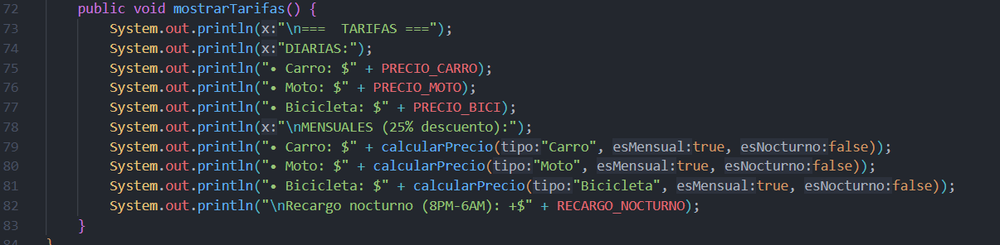 72 public void mostrarTarifas() {
73 System.out.println(x:"\n===  TARIFAS ===");
74 System.out.println(x:"DIARIAS:");
75 System.out.println("• Carro: $" + PRECIO_CARRO);
76 System.out.println("• Moto: $" + PRECIO_MOTO);
77 System.out.println("• Bicicleta: $" + PRECIO_BICI);
78 System.out.println(x:"\nMENSUALES (25% descuento):");
79 System.out.println("• Carro: $" + calcularPrecio(tipo:"Carro", esMensual:true, esNocturno:false));
80 System.out.println("• Moto: $" + calcularPrecio(tipo:"Moto", esMensual:true, esNocturno:false));
81 System.out.println("• Bicicleta: $" + calcularPrecio(tipo:"Bicicleta", esMensual:true, esNocturno:false));
82 System.out.println("\nRecargo nocturno (8PM-6AM): +$" + RECARGO_NOCTURNO);
83 }
84 }